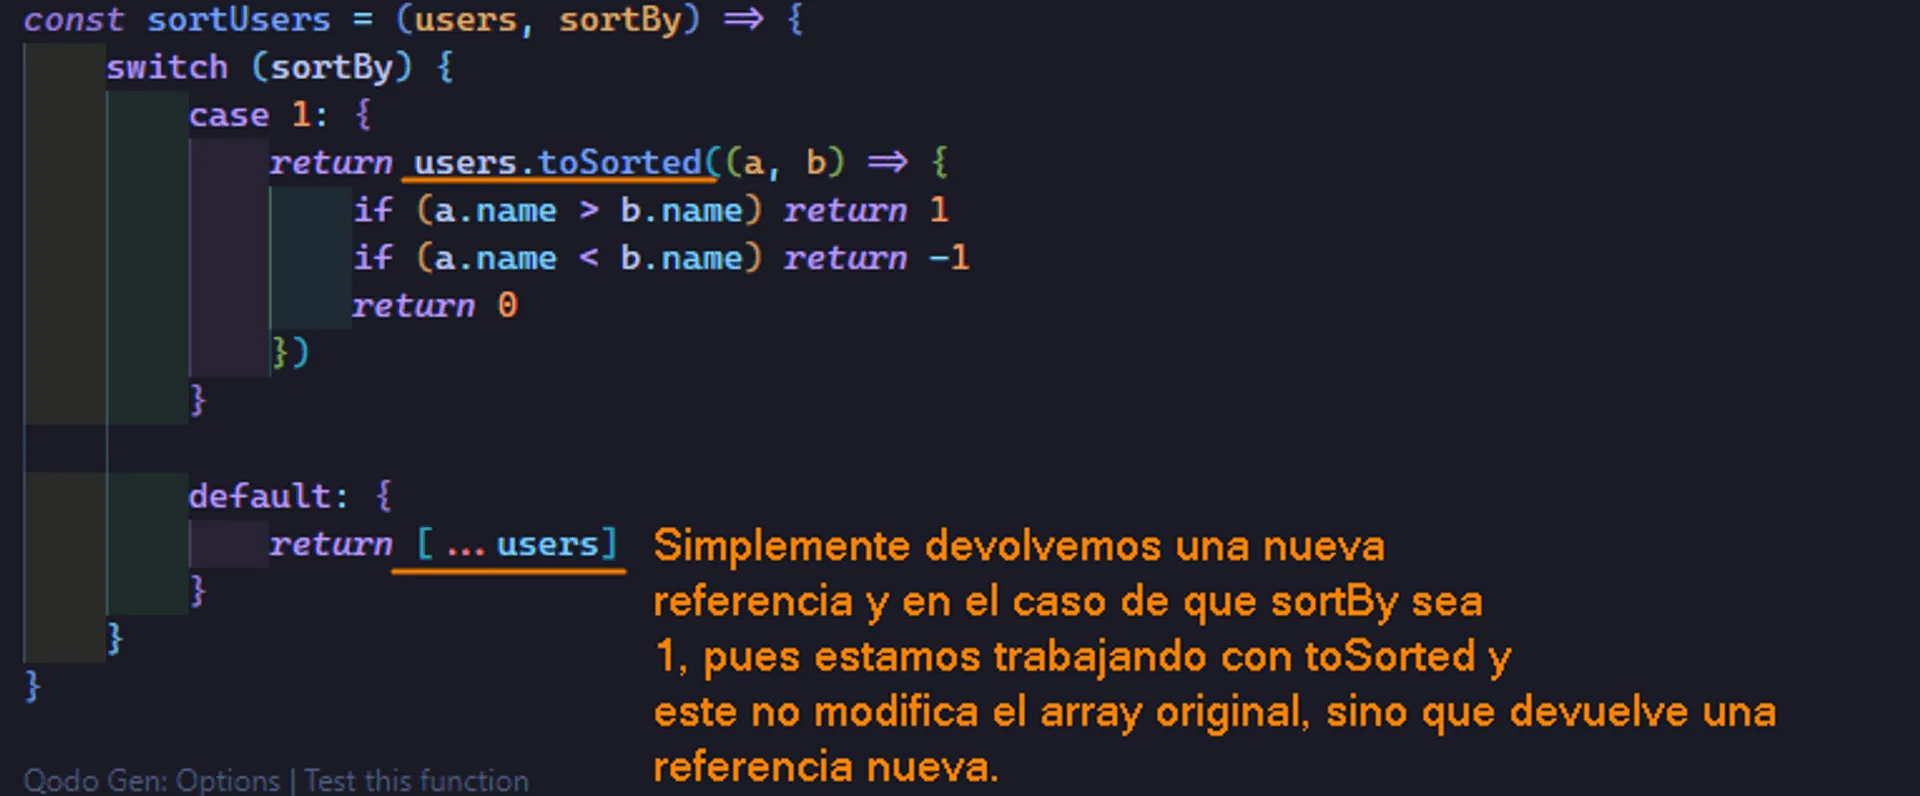 const sortUsers = (users, sortBy) => {
switch (sortBy) {
case 1: {
return users.toSorted((a, b) => {
if (a.name > b.name) return 1
if (a.name < b.name) return -1
return 0
})
}
default: {
return [...users]
}
}
}
Simplemente devolvemos una nueva
referencia y en el caso de que sortBy sea
1, pues estamos trabajando con toSorted y
este no modifica el array original, sino que devuelve una
referencia nueva.
Qodo Gen: Options | Test this function